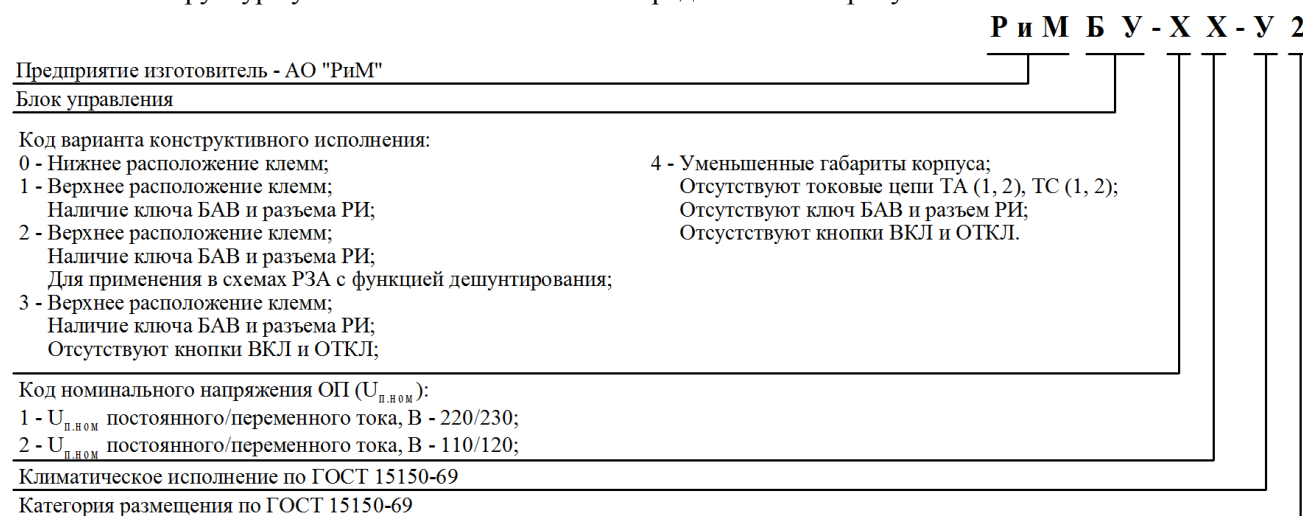 Р и М Б У - Х Х - У 2
Предприятие изготовитель - АО "РиМ"
Блок управления
Код варианта конструктивного исполнения:
0 - Нижнее расположение клемм;
1 - Верхнее расположение клемм;
Наличие ключа БАВ и разъема РИ;
2 - Верхнее расположение клемм;
Наличие ключа БАВ и разъема РИ;
Для применения в схемах РЗА с функцией дешунтирования;
3 - Верхнее расположение клемм;
Наличие ключа БАВ и разъема РИ;
Отсутствуют кнопки ВКЛ и ОТКЛ;
4 - Уменьшенные габариты корпуса;
Отсутствуют токовые цепи ТА (1, 2), ТС (1, 2);
Отсутствуют ключ БАВ и разъем РИ;
Отсустствуют кнопки ВКЛ и ОТКЛ.
Код номинального напряжения ОП (Uп.ном):
1 - Uп.ном постоянного/переменного тока, В - 220/230;
2 - Uп.ном постоянного/переменного тока, В - 110/120;
Климатическое исполнение по ГОСТ 15150-69
Категория размещения по ГОСТ 15150-69